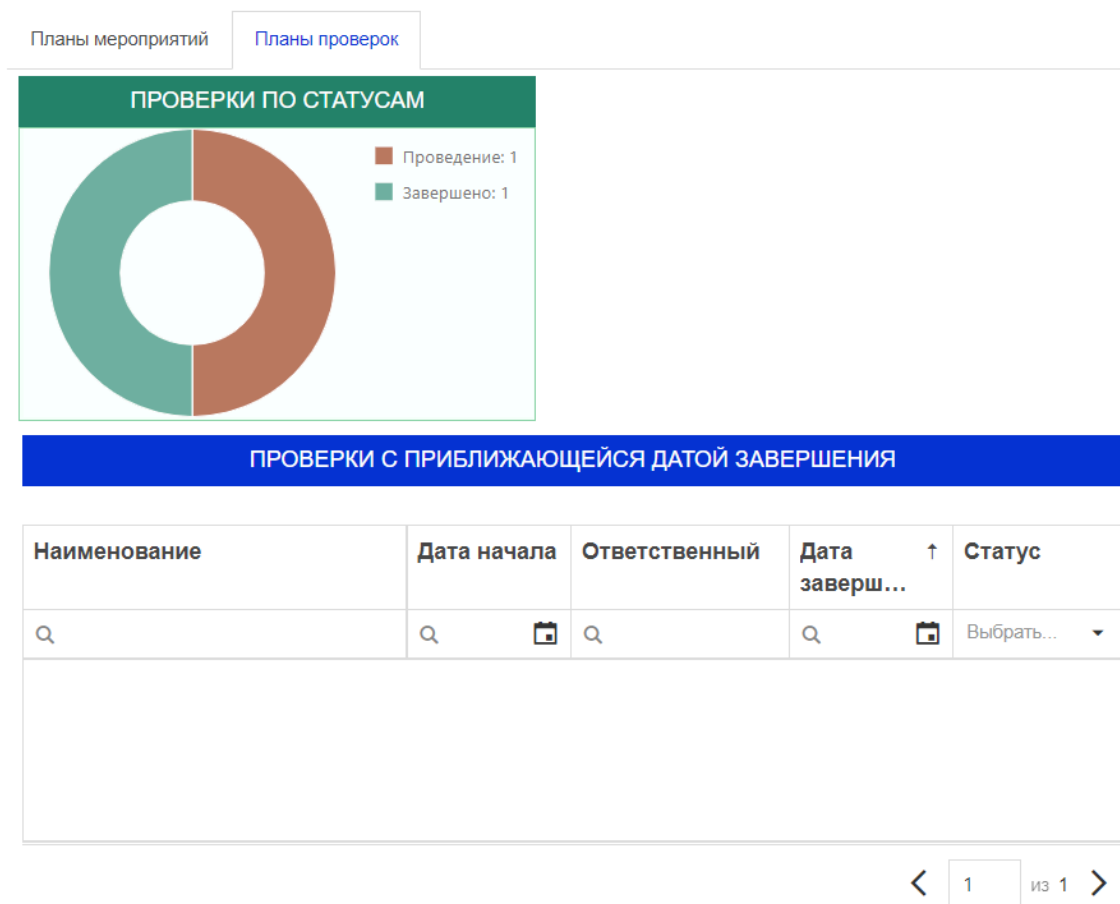 Планы мероприятий Планы проверок
ПРОВЕРКИ ПО СТАТУСАМ
Проведение: 1
Завершено: 1
ПРОВЕРКИ С ПРИБЛИЖАЮЩЕЙСЯ ДАТОЙ ЗАВЕРШЕНИЯ
Наименование Дата начала Ответственный Дата ↑ Статус
заверш...
Выбрать...
1 из 1